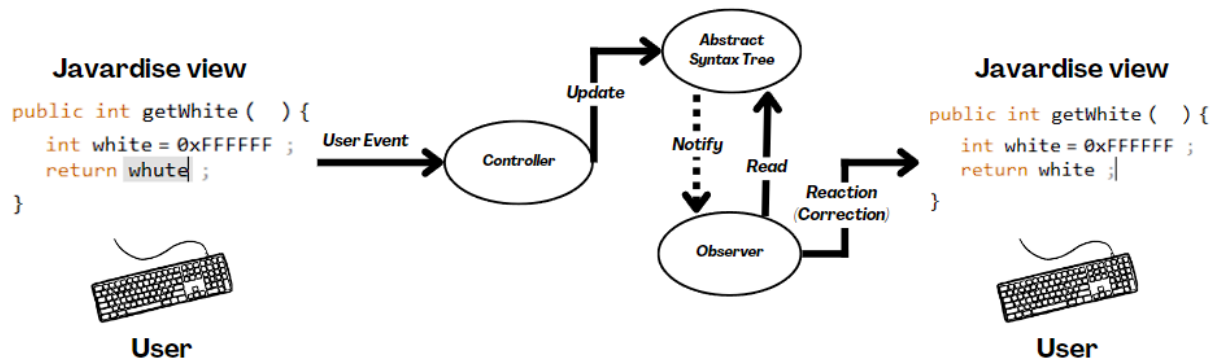 Javardise view
public int getWhite ( ) {
int white = 0xFFFFFF ;
return whute ;
}
User
User Event
Controller
Update
Abstract
Syntax Tree
Notify
Read
Observer
Reaction
(Correction)
Javardise view
public int getWhite ( ) {
int white = 0xFFFFFF ;
return white ;
}
User